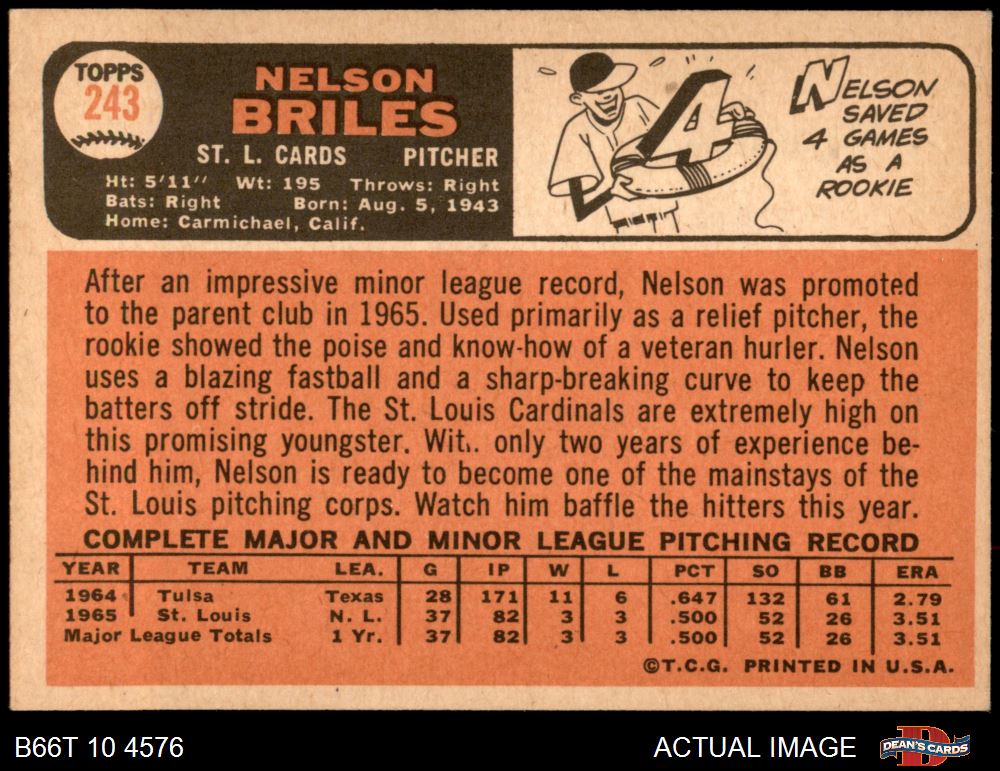 TOPPS
243
NELSON
BRILES
ST. L. CARDS PITCHER
Ht: 5'11" Wt: 195 Throws: Right
Bats: Right Born: Aug. 5, 1943
Home: Carmichael, Calif.
4
NELSON
SAVED
4 GAMES
AS A
ROOKIE
After an impressive minor league record, Nelson was promoted
to the parent club in 1965. Used primarily as a relief pitcher, the
rookie showed the poise and know-how of a veteran hurler. Nelson
uses a blazing fastball and a sharp-breaking curve to keep the
batters off stride. The St. Louis Cardinals are extremely high on
this promising youngster. Wit.. only two years of experience be-
hind him, Nelson is ready to become one of the mainstays of the
St. Louis pitching corps. Watch him baffle the hitters this year.
COMPLETE MAJOR AND MINOR LEAGUE PITCHING RECORD
YEAR TEAM LEA. G IP W L PCT SO BB ERA
1964 Tulsa Texas 28 171 11 6 .647 132 61 2.79
1965 St. Louis N. L. 37 82 3 3 .500 52 26 3.51
Major League Totals 1 Yr. 37 82 3 3 .500 52 26 3.51
©T.C.G. PRINTED IN U.S.A.
B66T 10 4576 ACTUAL IMAGE DEAN'S CARDS